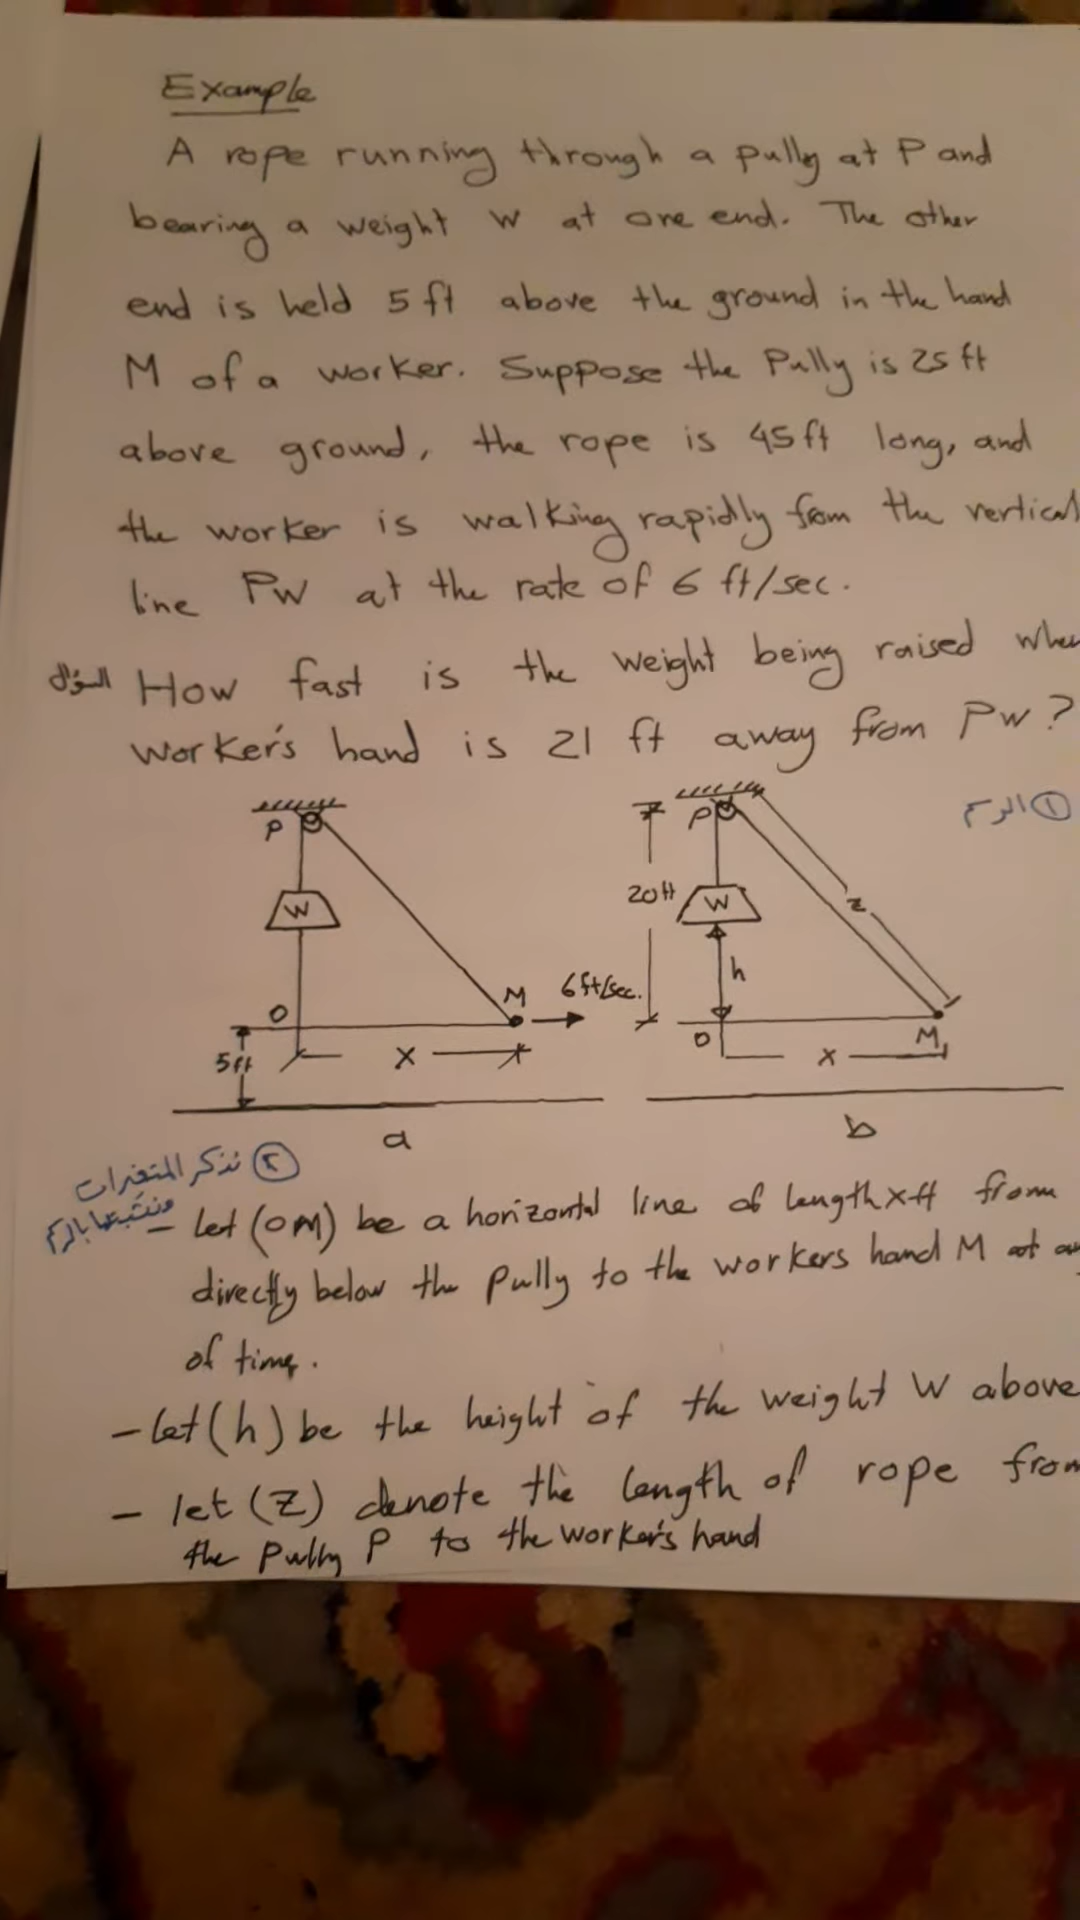 Example
A rope running through a pully at P and
bearing a weight W at one end. The other
end is held 5 ft above the ground in the hand
M of a worker. Suppose the Pully is 25 ft
above ground, the rope is 45 ft long, and
the worker is walking rapidly from the vertical
line PW at the rate of 6 ft/sec.
السؤال How fast is the weight being raised when
worker's hand is 21 ft away from PW?
① الرسم
P
W
O
M
6 ft/sec.
5 ft
X
a
P
20 ft
W
z
h
O
M
x
b
② نذكر المتغيرات
- let (OM) be a horizontal line of length x ft from
directly below the pully to the workers hand M at
of time.
- let (h) be the height of the weight W above
- let (Z) denote the length of rope from
the pully P to the worker's hand